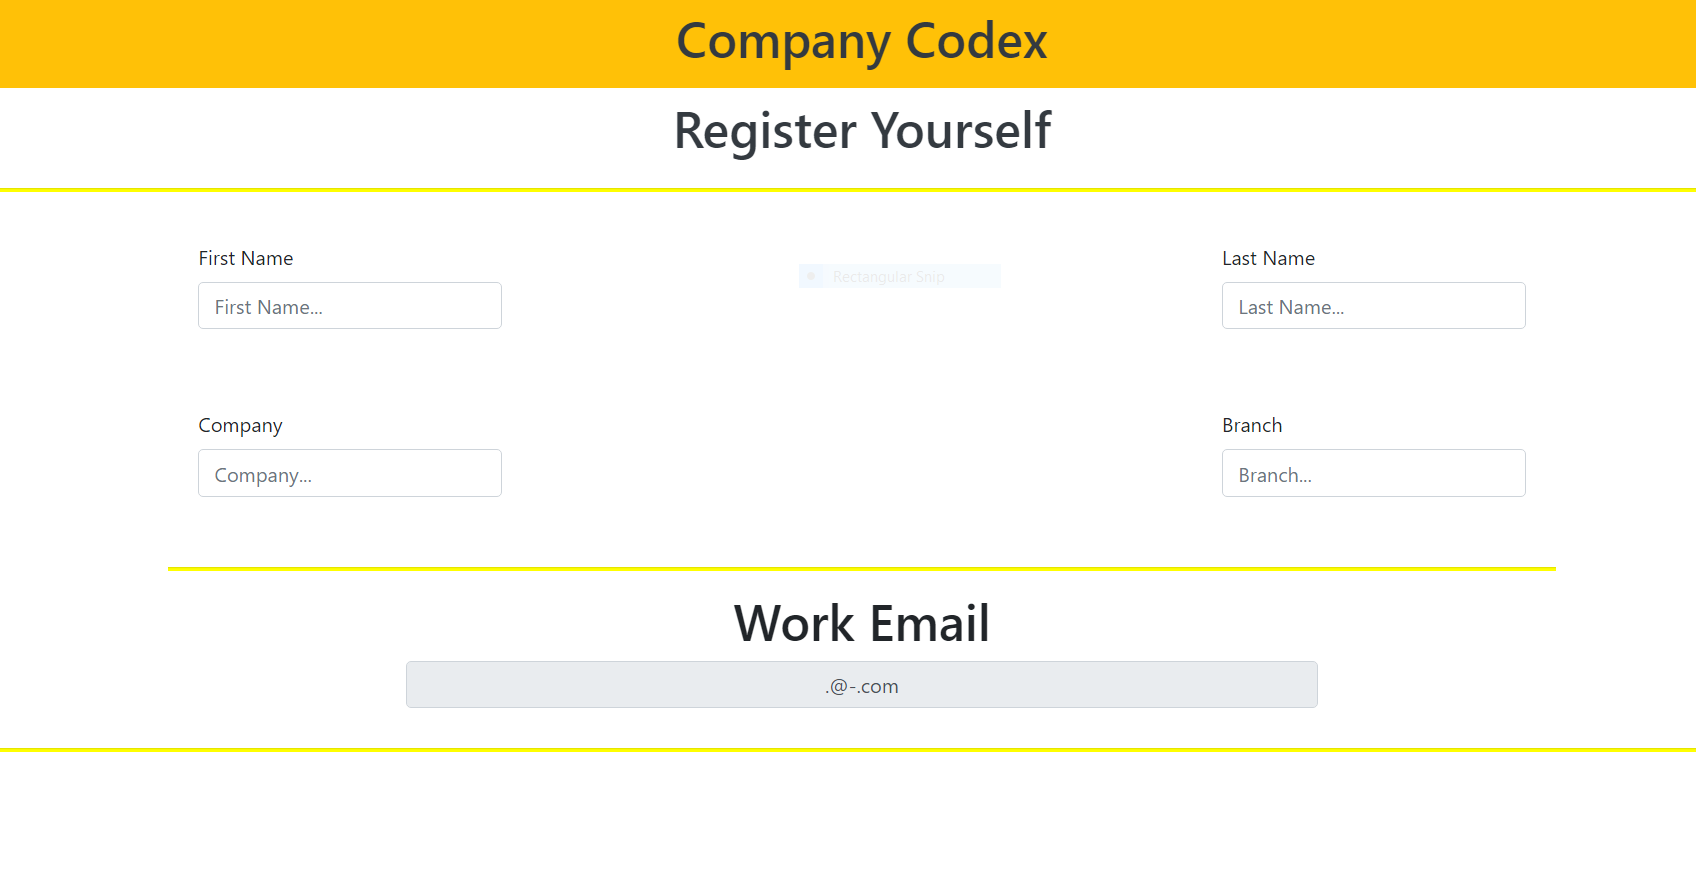 Company Codex
Register Yourself
First Name
Last Name
Rectangular Snip
First Name...
Last Name...
Company
Branch
Company...
Branch...
Work Email
.@-.com